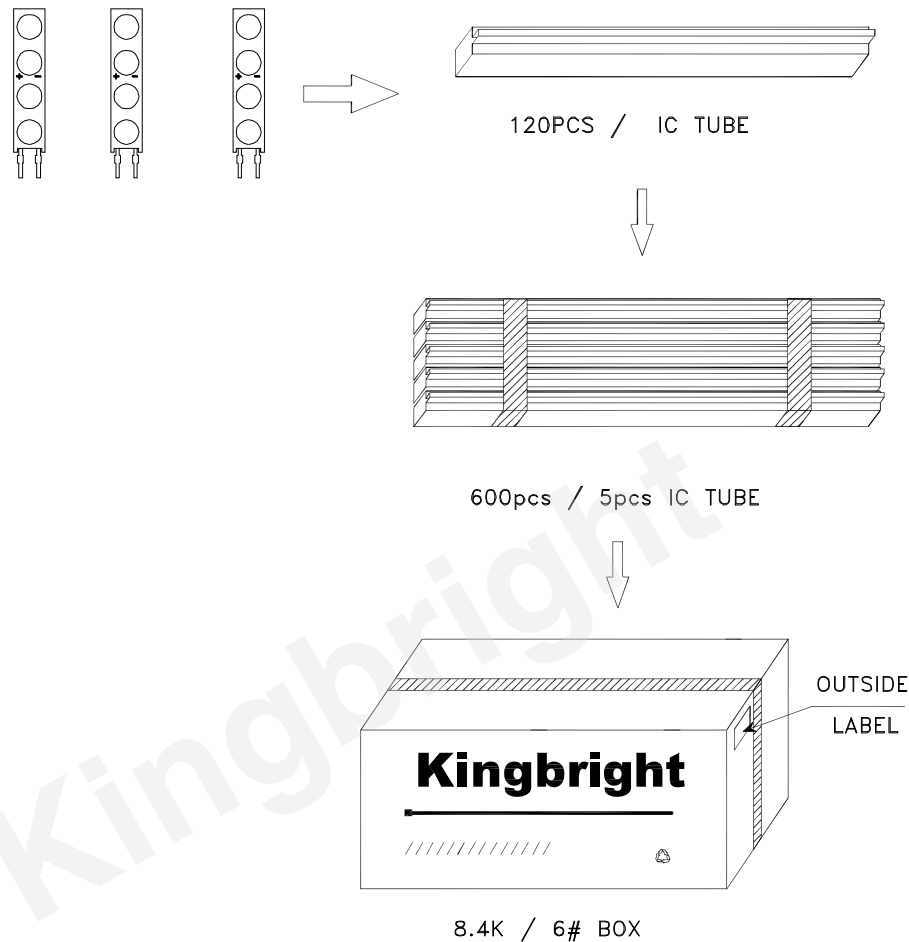 + - + - + -
120PCS / IC TUBE
600pcs / 5pcs IC TUBE
Kingbright
OUTSIDE
LABEL
Kingbright
8.4K / 6# BOX